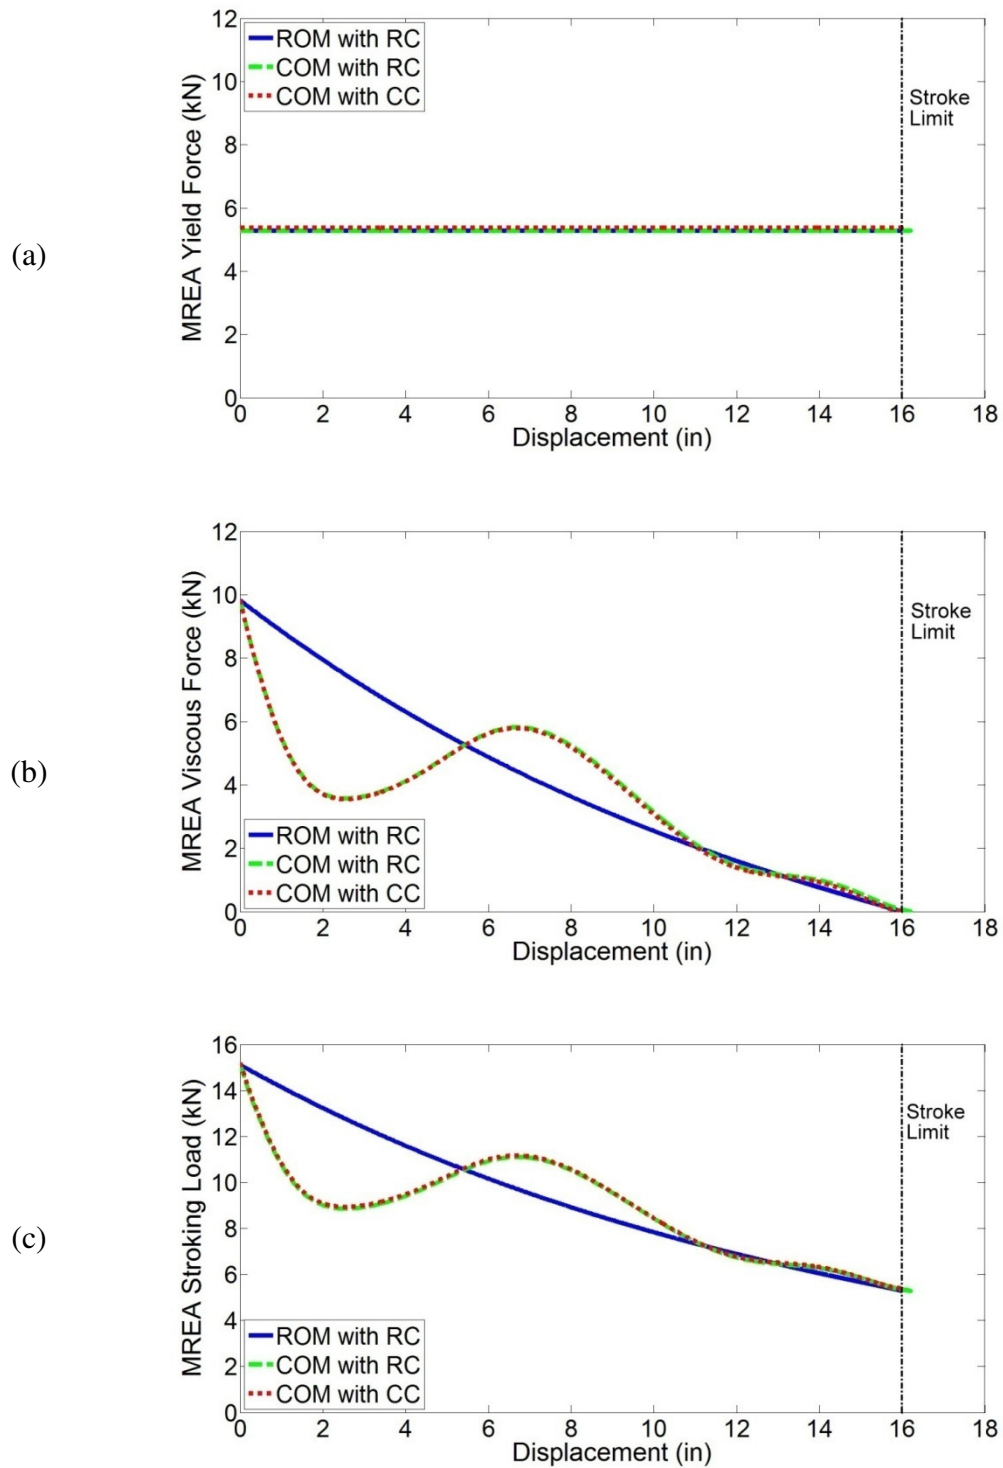 (a)
MREA Yield Force (kN)
12
10
8
6
4
2
0
ROM with RC
COM with RC
COM with CC
Stroke
Limit
0 2 4 6 8 10 12 14 16 18
Displacement (in)
(b)
MREA Viscous Force (kN)
12
10
8
6
4
2
0
Stroke
Limit
ROM with RC
COM with RC
COM with CC
0 2 4 6 8 10 12 14 16 18
Displacement (in)
(c)
MREA Stroking Load (kN)
16
14
12
10
8
6
4
2
0
Stroke
Limit
ROM with RC
COM with RC
COM with CC
0 2 4 6 8 10 12 14 16 18
Displacement (in)